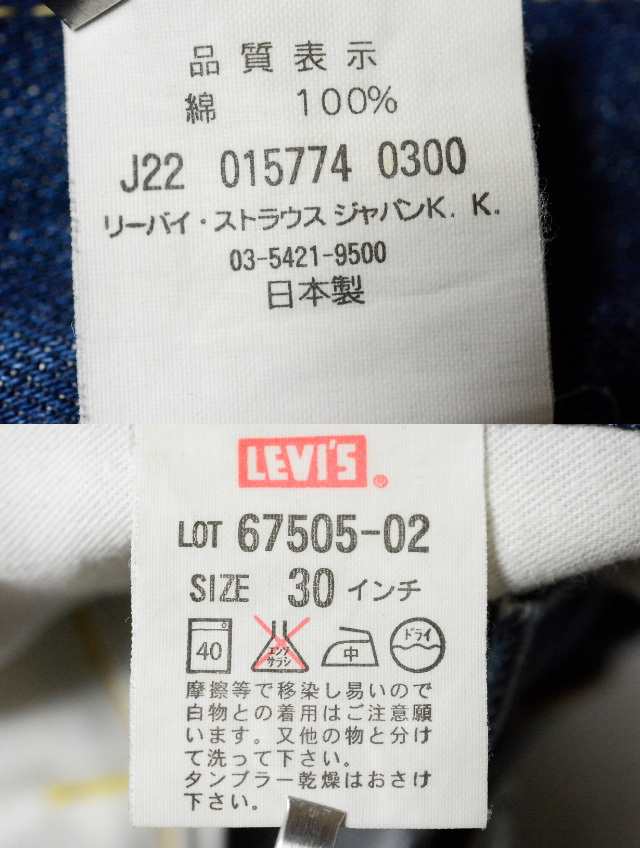 品質表示
綿 100%
J22 015774 0300
リーバイ・ストラウス ジャパンK. K.
03-5421-9500
日本製
LEVI'S®
LOT 67505-02
SIZE 30 インチ
40 エンソサラシ 中 ドライ
摩擦等で移染し易いので
白物との着用はご注意願
います。又他の物と分け
て洗って下さい。
タンブラー乾燥はおさけ
下さい。